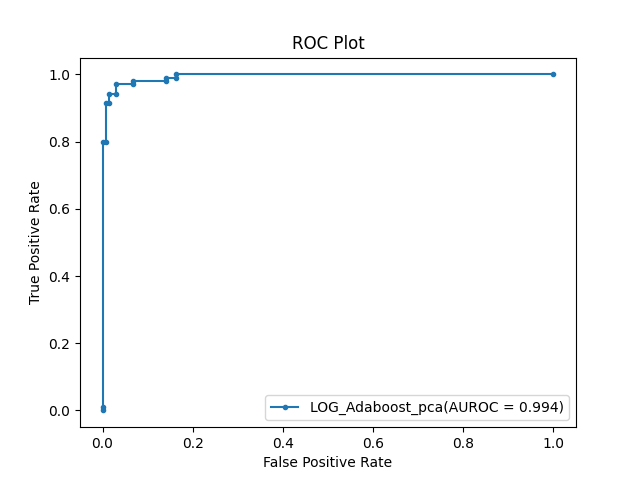 ROC Plot
1.0
0.8
0.6
0.4
0.2
0.0
True Positive Rate
LOG_Adaboost_pca(AUROC = 0.994)
0.0 0.2 0.4 0.6 0.8 1.0
False Positive Rate